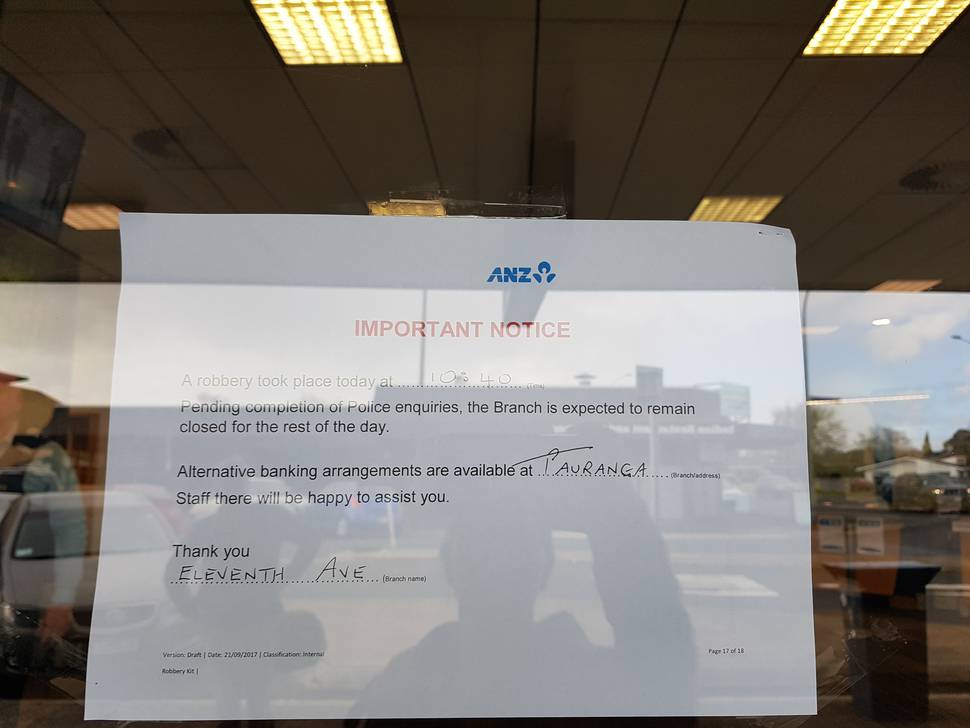 ANZ
IMPORTANT NOTICE
A robbery took place today at ....10:40.... (Time)
Pending completion of Police enquiries, the Branch is expected to remain
closed for the rest of the day.
Alternative banking arrangements are available at ..TAURANGA.... (Branch/address)
Staff there will be happy to assist you.
Thank you
ELEVENTH AVE (Branch name)
Version: Draft | Date: 21/09/2017 | Classification: Internal
Page 17 of 18
Robbery Kit |